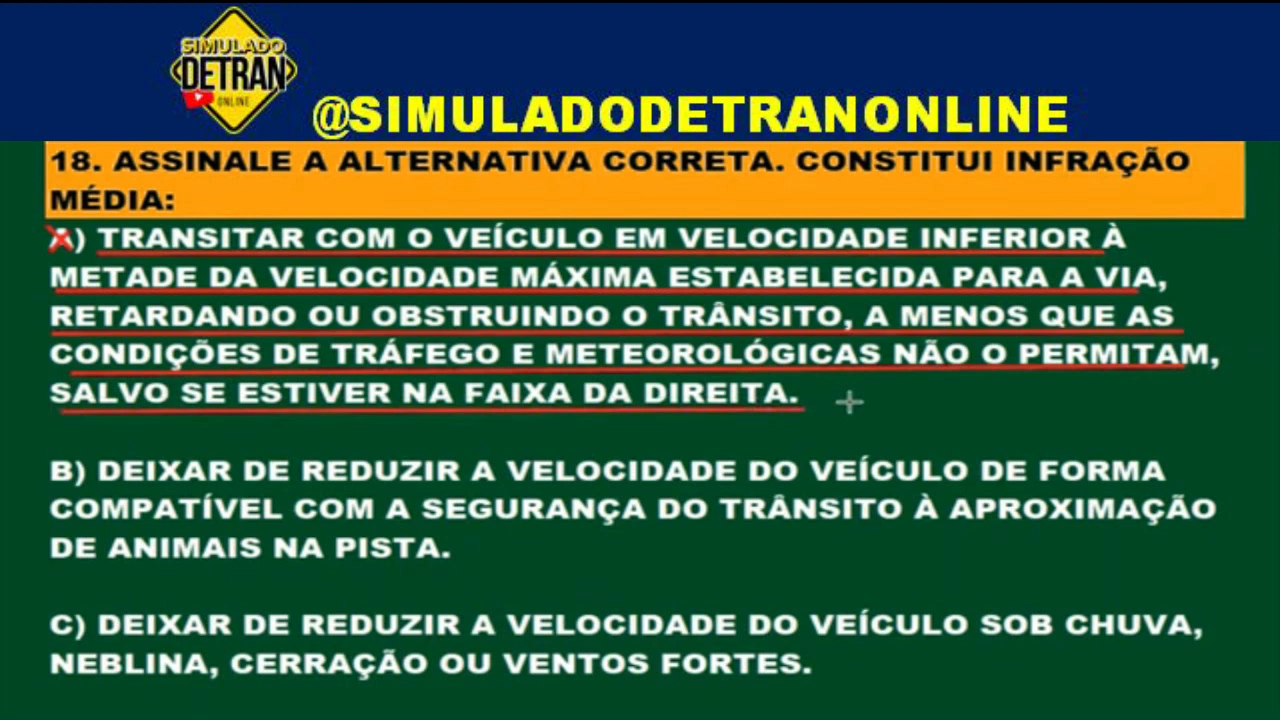 SIMULADO
DETRAN
ONLINE
@SIMULADODETRANONLINE
18. ASSINALE A ALTERNATIVA CORRETA. CONSTITUI INFRAÇÃO
MÉDIA:
A) TRANSITAR COM O VEÍCULO EM VELOCIDADE INFERIOR À
METADE DA VELOCIDADE MÁXIMA ESTABELECIDA PARA A VIA,
RETARDANDO OU OBSTRUINDO O TRÂNSITO, A MENOS QUE AS
CONDIÇÕES DE TRÁFEGO E METEOROLÓGICAS NÃO O PERMITAM,
SALVO SE ESTIVER NA FAIXA DA DIREITA.
B) DEIXAR DE REDUZIR A VELOCIDADE DO VEÍCULO DE FORMA
COMPATÍVEL COM A SEGURANÇA DO TRÂNSITO À APROXIMAÇÃO
DE ANIMAIS NA PISTA.
C) DEIXAR DE REDUZIR A VELOCIDADE DO VEÍCULO SOB CHUVA,
NEBLINA, CERRAÇÃO OU VENTOS FORTES.